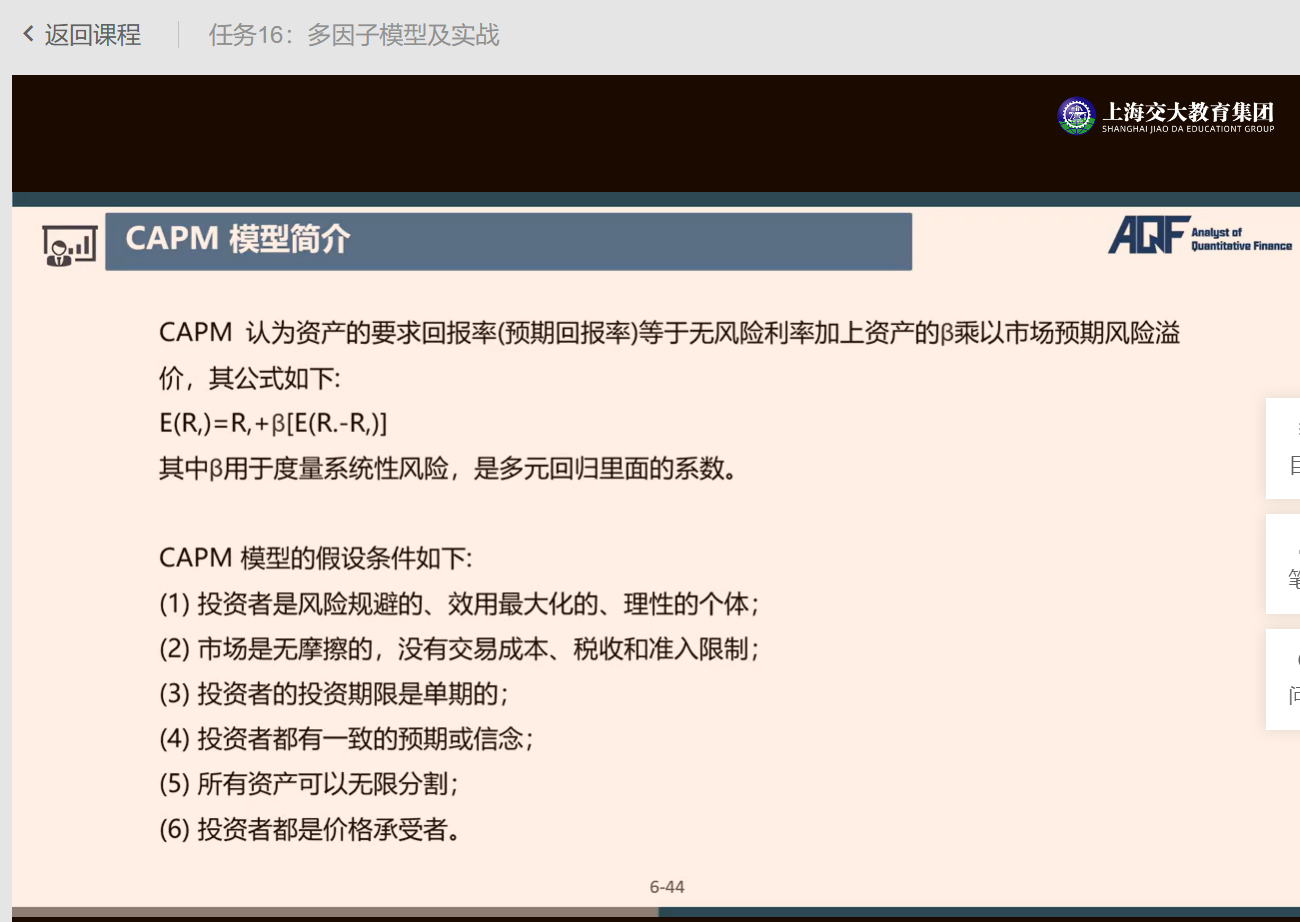 返回课程
任务16：多因子模型及实战
上海交大教育集团
SHANGHAI JIAO DA EDUCATIONT GROUP
CAPM 模型简介
AQF Analyst of
Quantitative Finance
CAPM 认为资产的要求回报率(预期回报率)等于无风险利率加上资产的β乘以市场预期风险溢
价，其公式如下:
E(R,)=R,+β[E(R.-R,)]
其中β用于度量系统性风险，是多元回归里面的系数。
CAPM 模型的假设条件如下:
(1) 投资者是风险规避的、效用最大化的、理性的个体；
(2) 市场是无摩擦的，没有交易成本、税收和准入限制；
(3) 投资者的投资期限是单期的；
(4) 投资者都有一致的预期或信念；
(5) 所有资产可以无限分割；
(6) 投资者都是价格承受者。
6-44